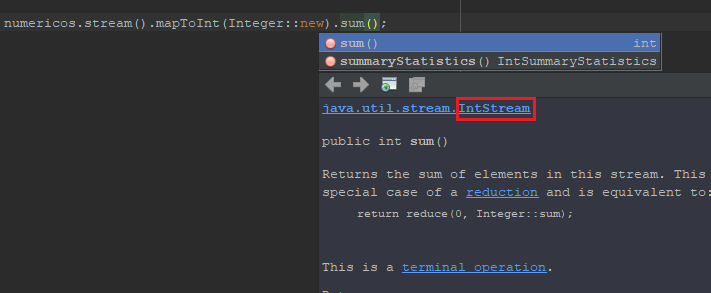 numericos.stream().mapToInt(Integer::new).sum();
sum() int
summaryStatistics() IntSummaryStatistics
java.util.stream.IntStream
public int sum()
Returns the sum of elements in this stream. This
special case of a reduction and is equivalent to:
return reduce(0, Integer::sum);
This is a terminal operation.